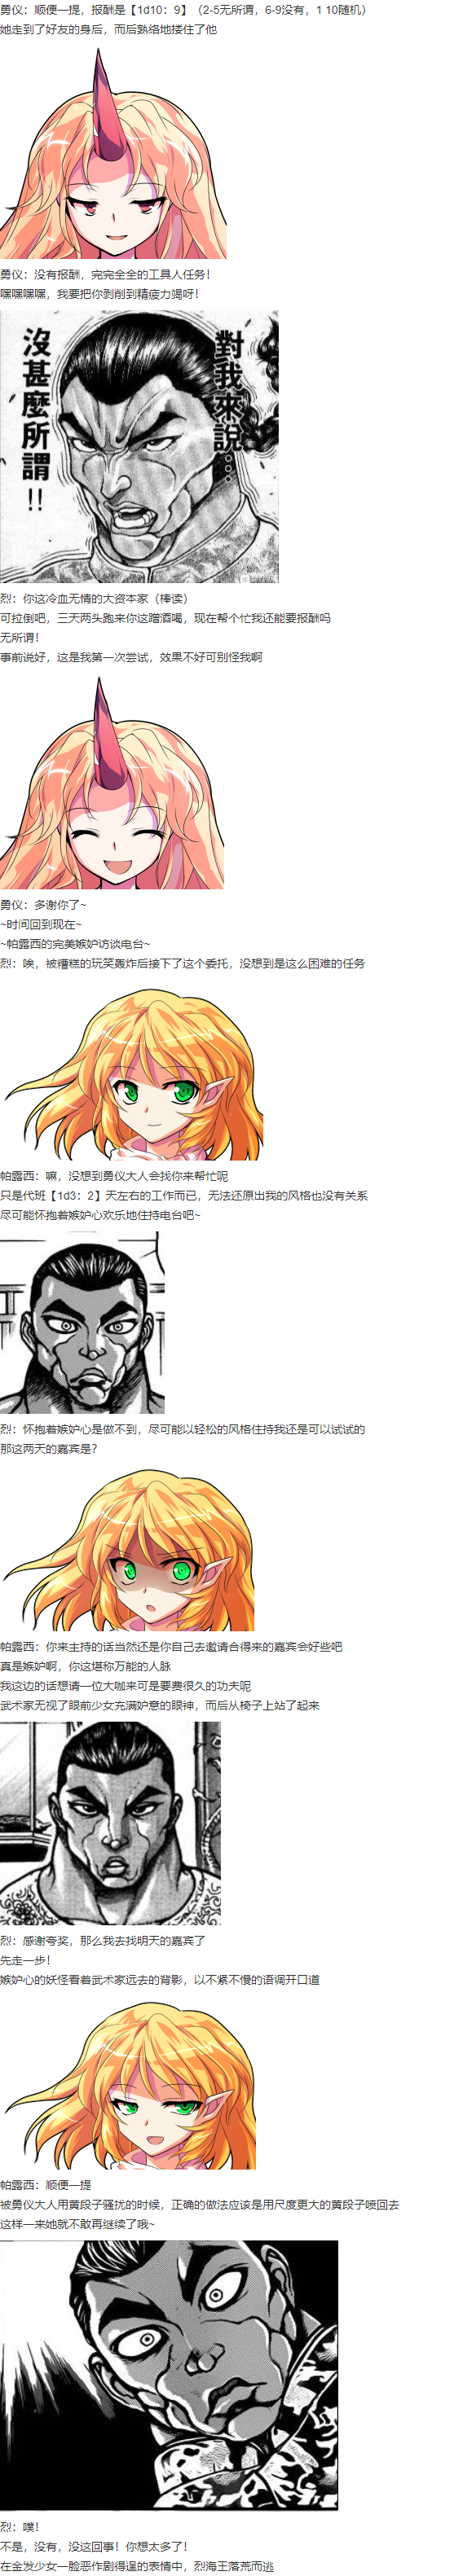 勇仪：顺便一提，报酬是【1d10：9】（2-5无所谓，6-9没有，1 10随机）
她走到了好友的身后，而后熟络地搂住了他
勇仪：没有报酬，完完全全的工具人任务！
嘿嘿嘿嘿，我要把你剥削到精疲力竭呀！
對我來說…
沒甚麼所謂!!
烈：你这冷血无情的大资本家（棒读）
可拉倒吧，三天两头跑来你这蹭酒喝，现在帮个忙我还能要报酬吗
无所谓！
事前说好，这是我第一次尝试，效果不好可别怪我啊
勇仪：多谢你了~
~时间回到现在~
~帕露西的完美嫉妒访谈电台~
烈：唉，被糟糕的玩笑轰炸后接下了这个委托，没想到是这么困难的任务
帕露西：嘛，没想到勇仪大人会找你来帮忙呢
只是代班【1d3：2】天左右的工作而已，无法还原出我的风格也没有关系
尽可能怀抱着嫉妒心欢乐地住持电台吧~
烈：怀抱着嫉妒心是做不到，尽可能以轻松的风格住持我还是可以试试的
那这两天的嘉宾是？
帕露西：你来主持的话当然还是你自己去邀请合得来的嘉宾会好些吧
真是嫉妒啊，你这堪称万能的人脉
我这边的话想请一位大咖来可是要费很久的功夫呢
武术家无视了眼前少女充满妒意的眼神，而后从椅子上站了起来
烈：感谢夸奖，那么我去找明天的嘉宾了
先走一步！
嫉妒心的妖怪看着武术家远去的背影，以不紧不慢的语调开口道
帕露西：顺便一提
被勇仪大人用黄段子骚扰的时候，正确的做法应该是用尺度更大的黄段子喷回去
这样一来她就不敢再继续了哦~
烈：噗！
不是，没有，没这回事！你想太多了！
在金发少女一脸恶作剧得逞的表情中，烈海王落荒而逃